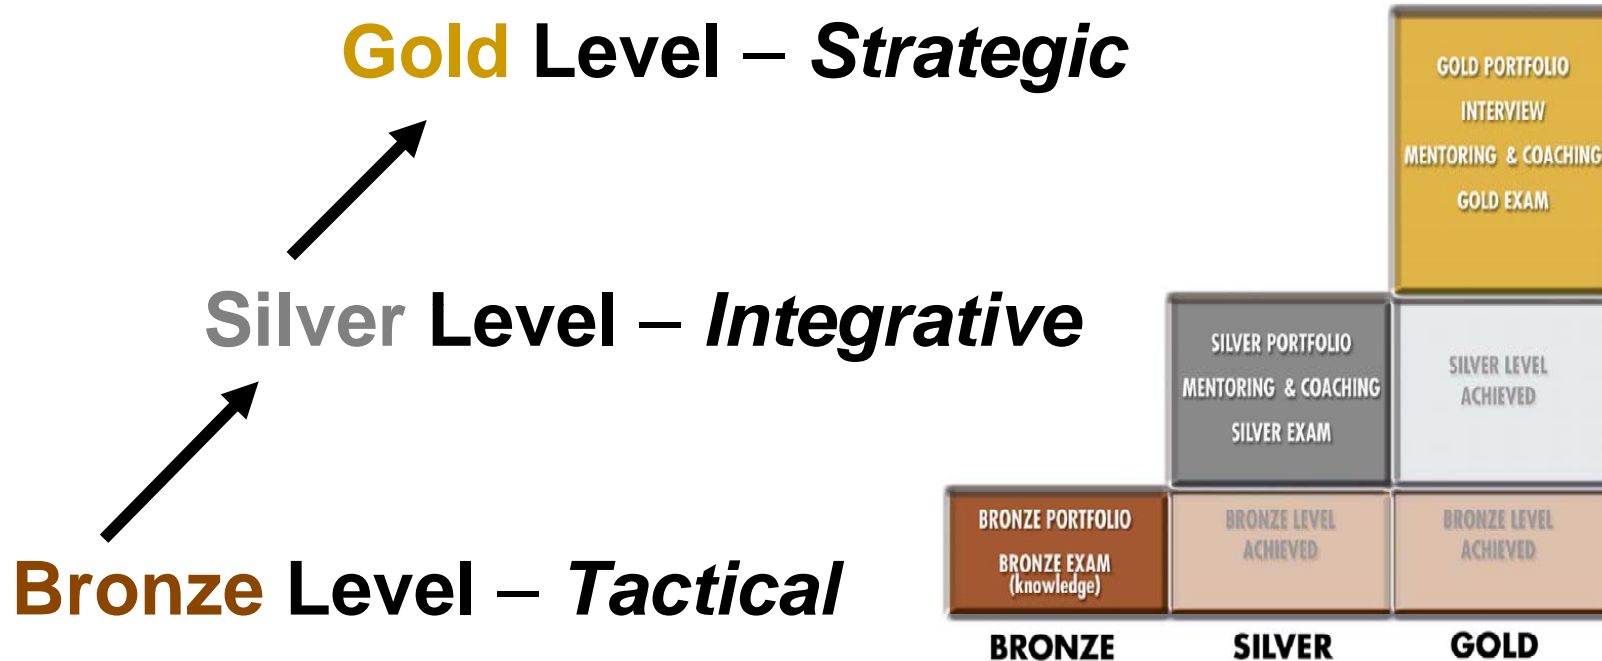 Gold Level – Strategic
Silver Level – Integrative
Bronze Level – Tactical
GOLD PORTFOLIO
INTERVIEW
MENTORING & COACHING
GOLD EXAM
SILVER PORTFOLIO
MENTORING & COACHING
SILVER EXAM
SILVER LEVEL
ACHIEVED
BRONZE PORTFOLIO
BRONZE EXAM
(knowledge)
BRONZE LEVEL
ACHIEVED
BRONZE LEVEL
ACHIEVED
BRONZE
SILVER
GOLD